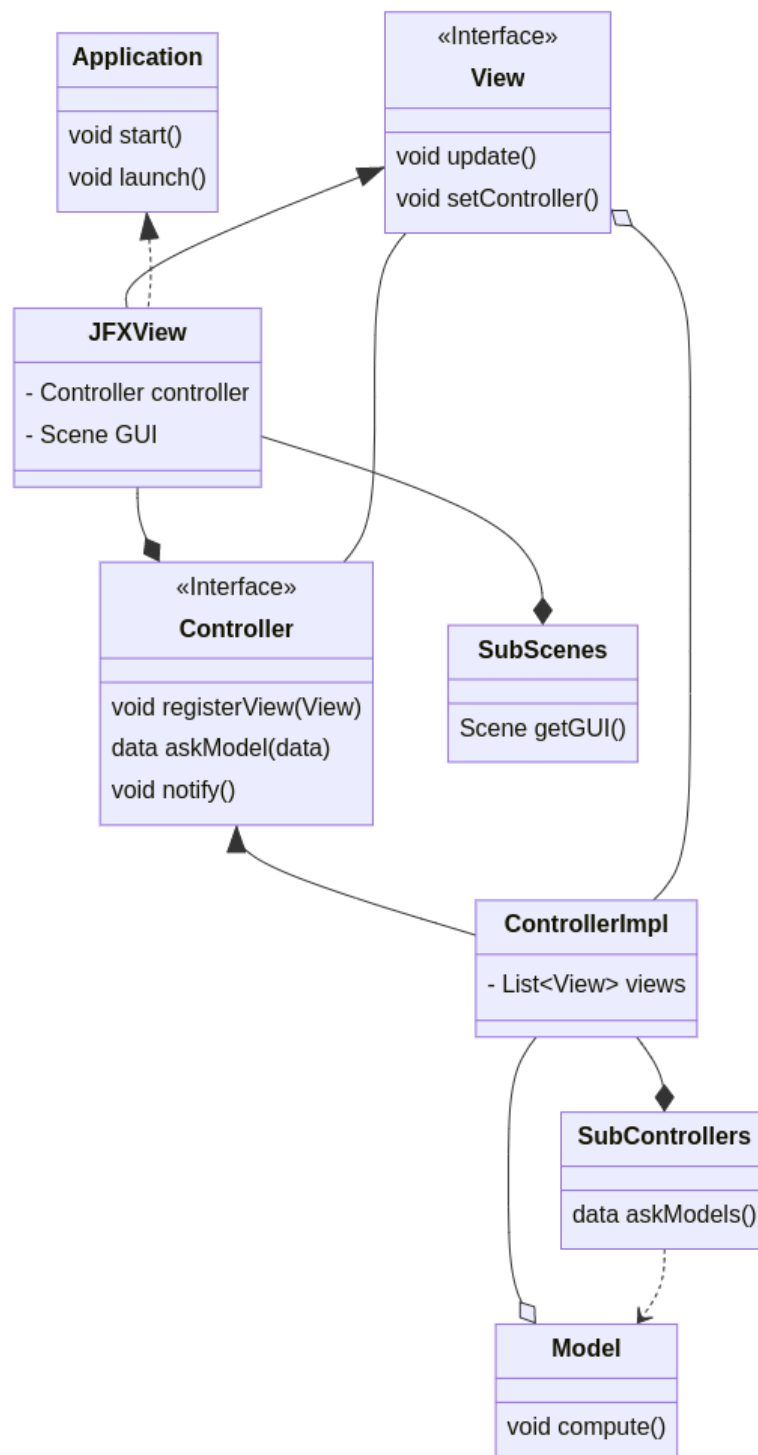 Application
void start()
void launch()
«Interface»
View
void update()
void setController()
JFXView
- Controller controller
- Scene GUI
«Interface»
Controller
void registerView(View)
data askModel(data)
void notify()
SubScenes
Scene getGUI()
ControllerImpl
- List<View> views
SubControllers
data askModels()
Model
void compute()